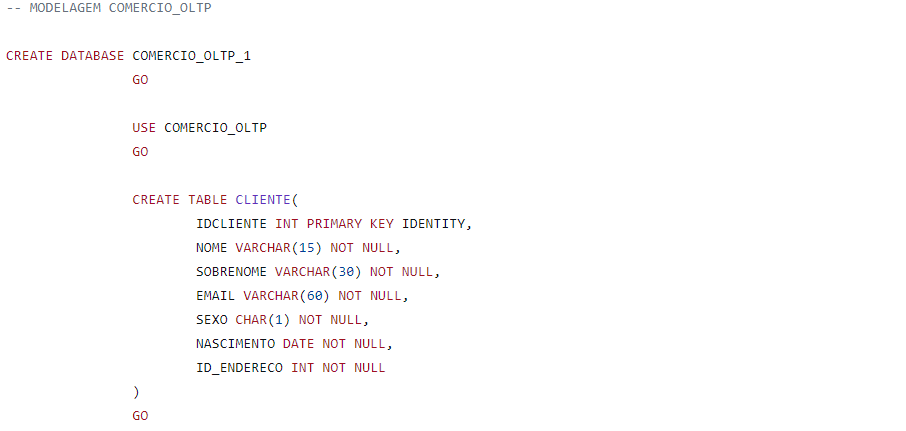 -- MODELAGEM COMERCIO_OLTP
CREATE DATABASE COMERCIO_OLTP_1
GO
USE COMERCIO_OLTP
GO
CREATE TABLE CLIENTE(
IDCLIENTE INT PRIMARY KEY IDENTITY,
NOME VARCHAR(15) NOT NULL,
SOBRENOME VARCHAR(30) NOT NULL,
EMAIL VARCHAR(60) NOT NULL,
SEXO CHAR(1) NOT NULL,
NASCIMENTO DATE NOT NULL,
ID_ENDERECO INT NOT NULL
)
GO